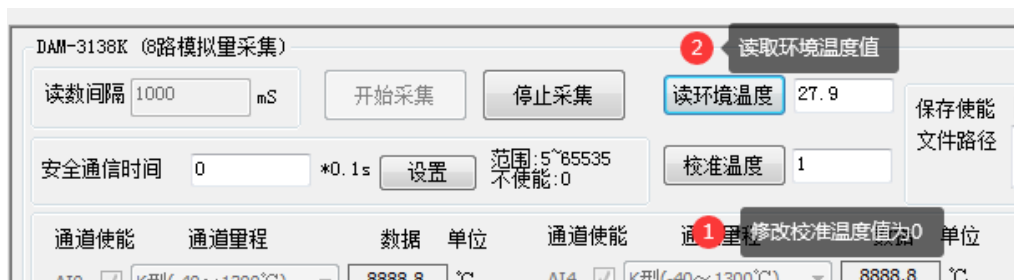 DAM-3138K (8路模拟量采集)
2 读取环境温度值
读数间隔 1000 mS 开始采集 停止采集 读环境温度 27.9
保存使能
文件路径
安全通信时间 0 *0.1s 设置 范围:5~65535
不使能:0
校准温度 1
1 修改校准温度值为0
通道使能 通道里程 数据 单位 通道使能 通 里程 单位
AI0 K型(-40~1300℃) 8888.8 ℃ AI4 K型(-40~1300℃) 8888.8 ℃